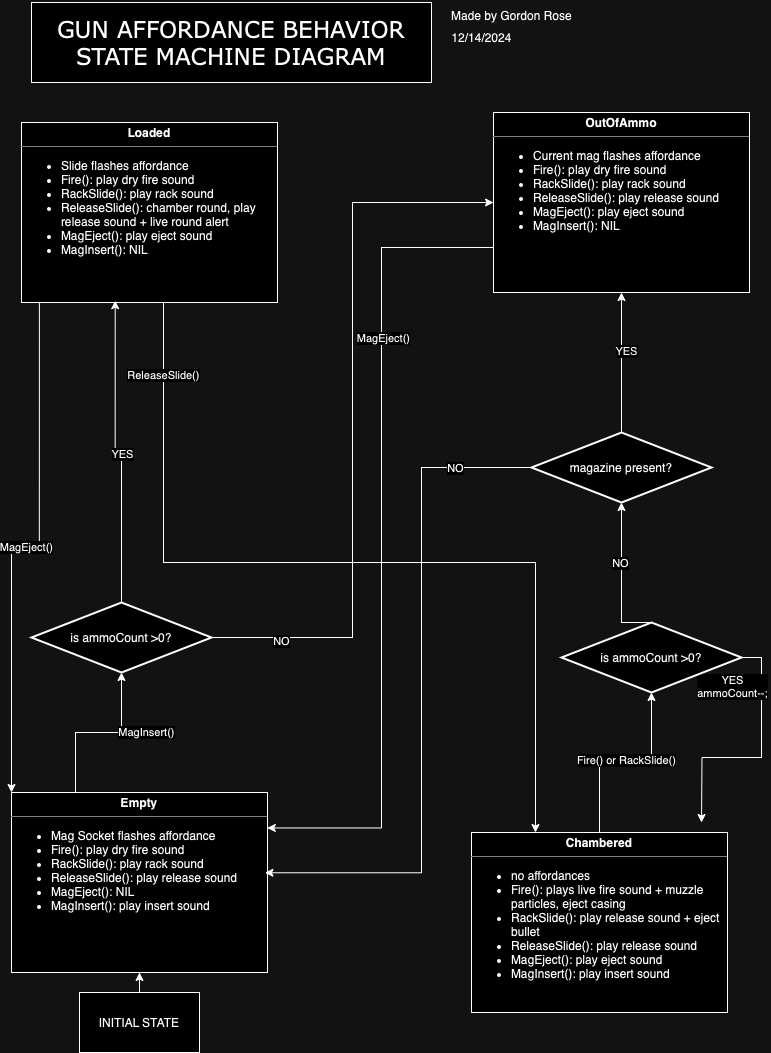 GUN AFFORDANCE BEHAVIOR
STATE MACHINE DIAGRAM
Made by Gordon Rose
12/14/2024
Loaded
• Slide flashes affordance
• Fire(): play dry fire sound
• RackSlide(): play rack sound
• ReleaseSlide(): chamber round, play
release sound + live round alert
• MagEject(): play eject sound
• MagInsert(): NIL
OutOfAmmo
• Current mag flashes affordance
• Fire(): play dry fire sound
• RackSlide(): play rack sound
• ReleaseSlide(): play release sound
• MagEject(): play eject sound
• MagInsert(): NIL
MagEject()
YES
ReleaseSlide()
YES
magazine present?
NO
MagEject()
NO
is ammoCount >0?
NO
is ammoCount >0?
YES
ammoCount--;
MagInsert()
Fire() or RackSlide()
Empty
• Mag Socket flashes affordance
• Fire(): play dry fire sound
• RackSlide(): play rack sound
• ReleaseSlide(): play release sound
• MagEject(): NIL
• MagInsert(): play insert sound
Chambered
• no affordances
• Fire(): plays live fire sound + muzzle
particles, eject casing
• RackSlide(): play release sound + eject
bullet
• ReleaseSlide(): play release sound
• MagEject(): play eject sound
• MagInsert(): play insert sound
INITIAL STATE